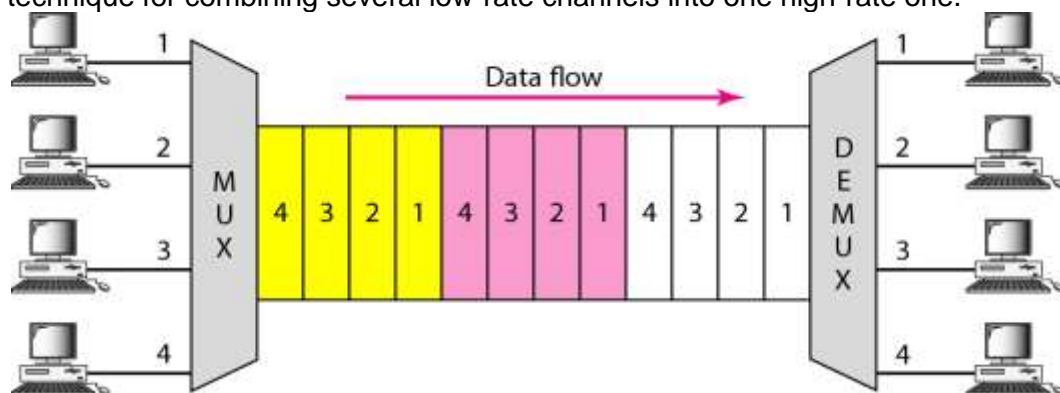 technique for combining several low-rate channels into one high-rate one.
1 1
Data flow
2 D 2
M E
U 4 3 2 1 4 3 2 1 4 3 2 1 M
X U
3 X 3
4 4